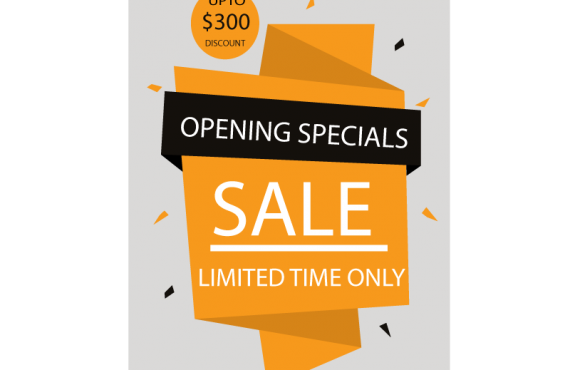 UPTO
$300
DISCOUNT
OPENING SPECIALS
SALE
LIMITED TIME ONLY